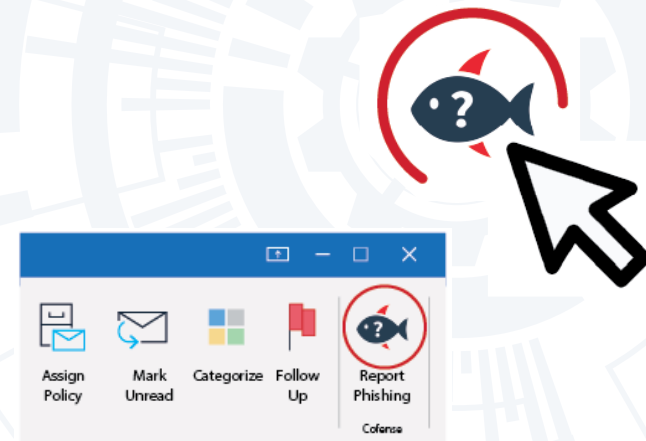 ?
?
Assign Policy
Mark Unread
Categorize
Follow Up
Report Phishing
Cofense